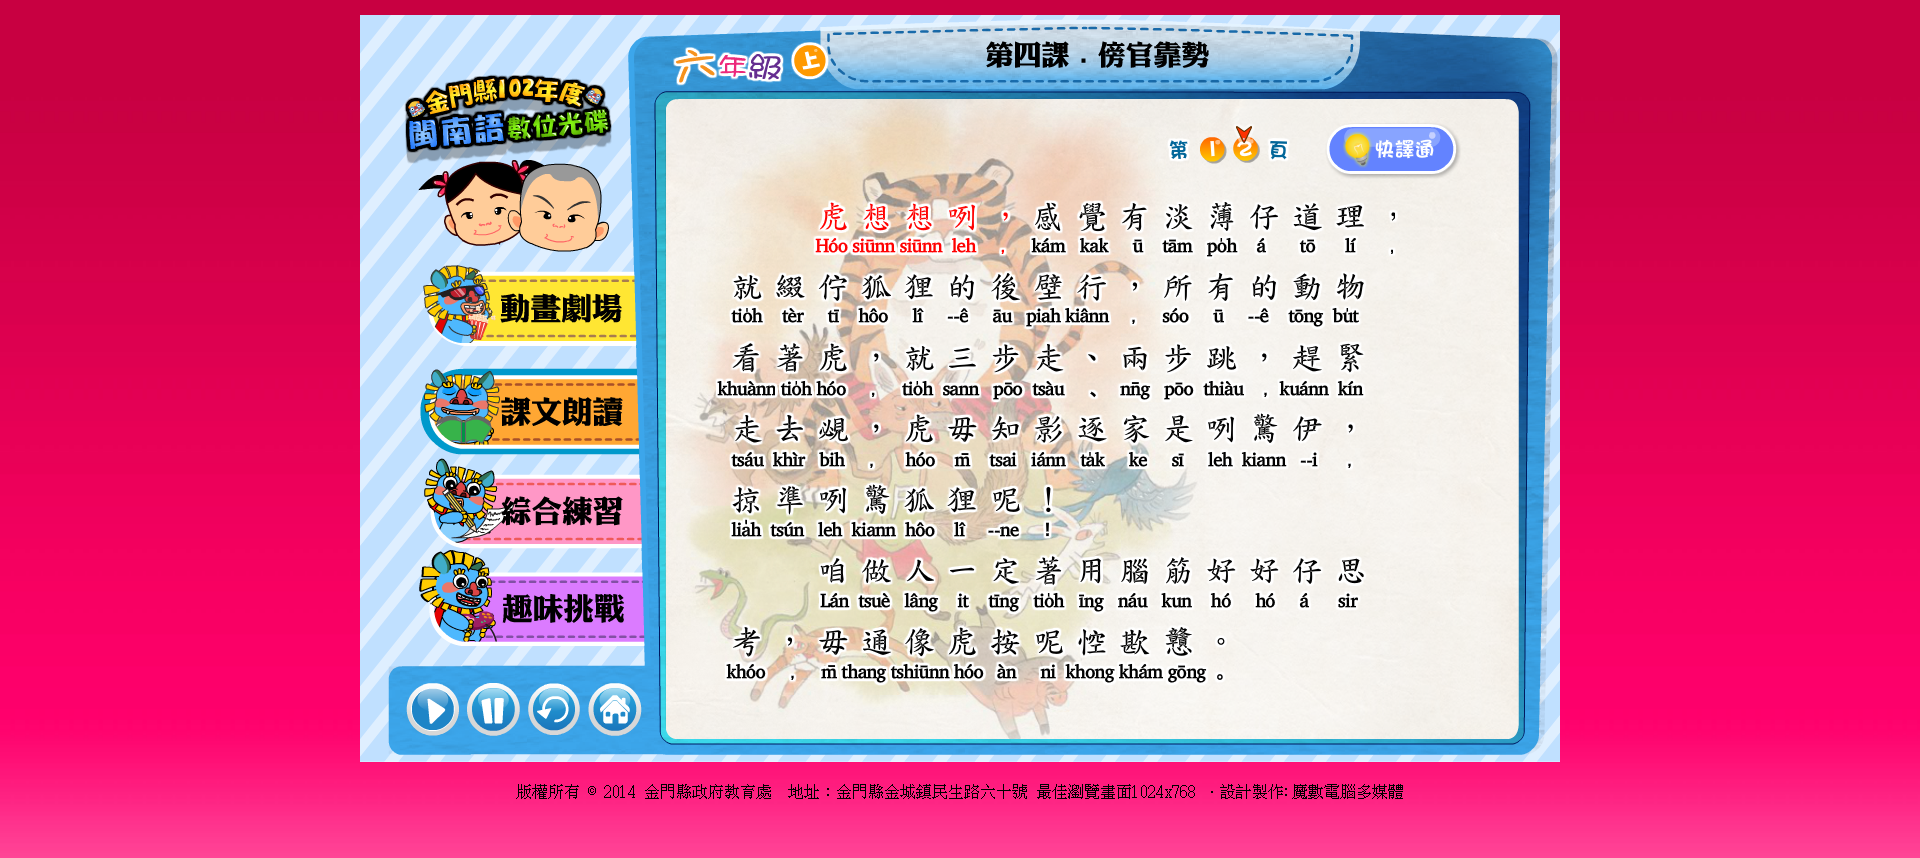 六年級 上
第四課．傍官靠勢
金門縣102年度
閩南語數位光碟
第 1 2 頁
快譯通
動畫劇場
課文朗讀
綜合練習
趣味挑戰
虎想想咧，感覺有淡薄仔道理，
Hóo siūnn siūnn leh , kám kak ū tām po̍h á tō lí ,
就綴佇狐狸的後壁行，所有的動物
tio̍h tèr tī hôo lî --ê āu piah kiânn , sóo ū --ê tōng bu̍t
看著虎，就三步走、兩步跳，趕緊
khuànn tio̍h hóo , tio̍h sann pōo tsàu 、 nn̄g pōo thiàu , kuánn kín
走去覕，虎毋知影逐家是咧驚伊，
tsáu khìr bih , hóo m̄ tsai iánn ta̍k ke sī leh kiann --i ,
掠準咧驚狐狸呢！
lia̍h tsún leh kiann hôo lî --ne !
咱做人一定著用腦筋好好仔思
Lán tsuè lâng it tīng tio̍h īng náu kun hó hó á sir
考，毋通像虎按呢悾歁戇。
khóo , m̄ thang tshiūnn hóo àn ni khong khám gōng 。
版權所有 © 2014 金門縣政府教育處 地址：金門縣金城鎮民生路六十號 最佳瀏覽畫面1024x768 ‧設計製作:魔數電腦多媒體